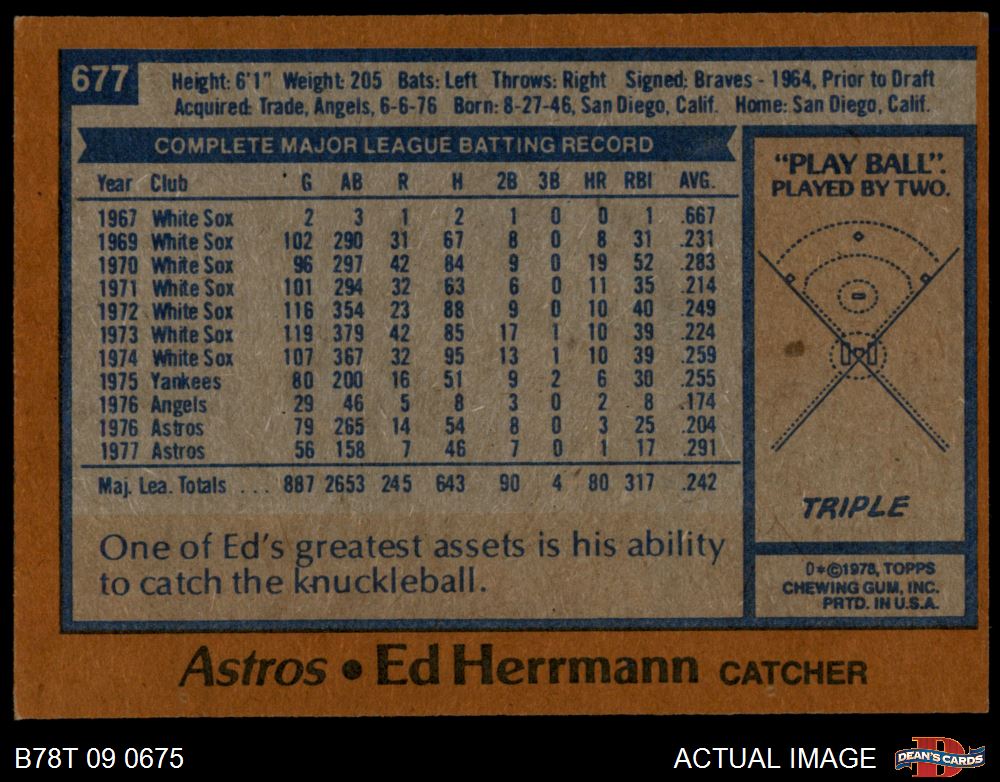 677
Height: 6'1" Weight: 205 Bats: Left Throws: Right Signed: Braves - 1964, Prior to Draft
Acquired: Trade, Angels, 6-6-76 Born: 8-27-46, San Diego, Calif. Home: San Diego, Calif.
COMPLETE MAJOR LEAGUE BATTING RECORD
Year Club G AB R H 2B 3B HR RBI AVG.
1967 White Sox 2 3 1 2 1 0 0 1 .667
1969 White Sox 102 290 31 67 8 0 8 31 .231
1970 White Sox 96 297 42 84 9 0 19 52 .283
1971 White Sox 101 294 32 63 6 0 11 35 .214
1972 White Sox 116 354 23 88 9 0 10 40 .249
1973 White Sox 119 379 42 85 17 1 10 39 .224
1974 White Sox 107 367 32 95 13 1 10 39 .259
1975 Yankees 80 200 16 51 9 2 6 30 .255
1976 Angels 29 46 5 8 3 0 2 8 .174
1976 Astros 79 265 14 54 8 0 3 25 .204
1977 Astros 56 158 7 46 7 0 1 17 .291
Maj. Lea. Totals ... 887 2653 245 643 90 4 80 317 .242
One of Ed's greatest assets is his ability
to catch the knuckleball.
"PLAY BALL".
PLAYED BY TWO.
TRIPLE
D*©1978, TOPPS
CHEWING GUM, INC.
PRTD. IN U.S.A.
Astros • Ed Herrmann CATCHER
B78T 09 0675
ACTUAL IMAGE
D
DEAN'S CARDS